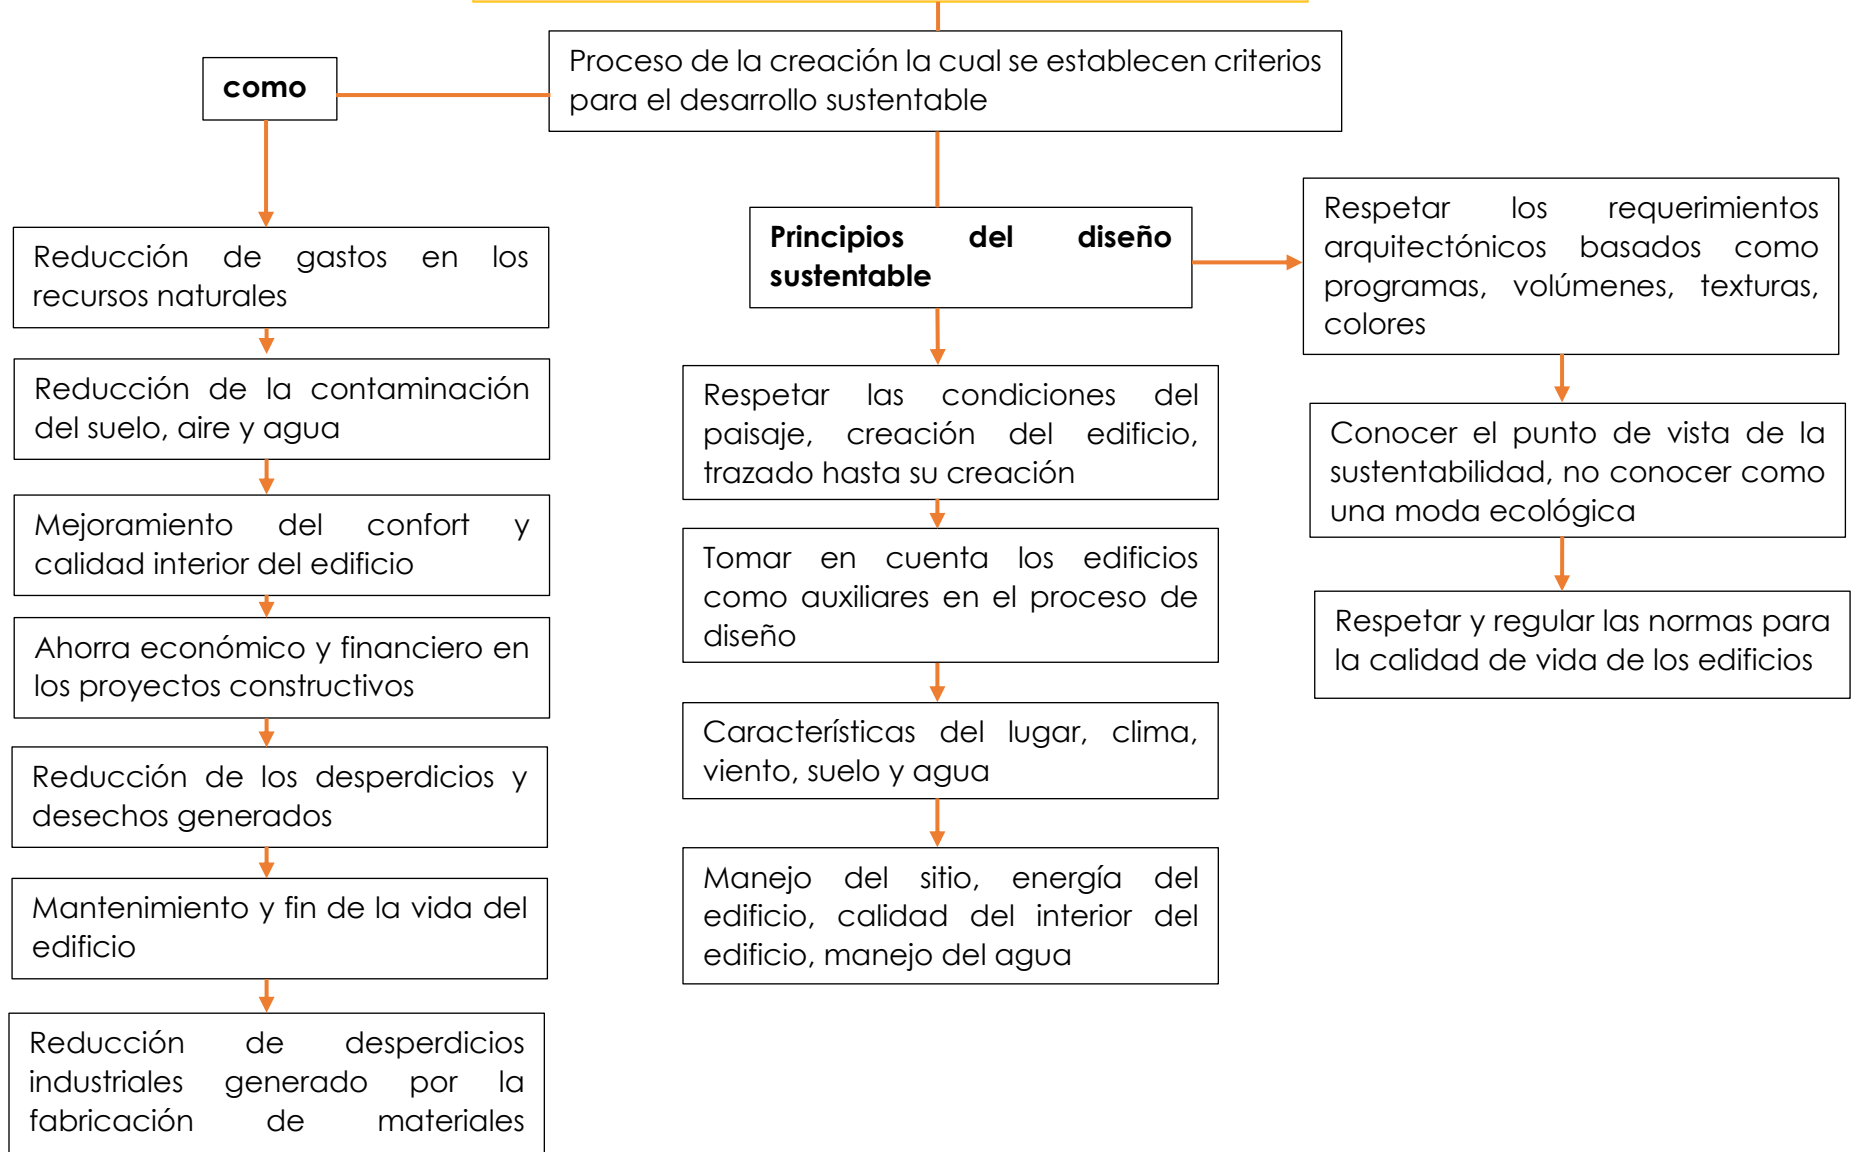 Proceso de la creación la cual se establecen criterios
para el desarrollo sustentable
como
Reducción de gastos en los
recursos naturales
Reducción de la contaminación
del suelo, aire y agua
Mejoramiento del confort y
calidad interior del edificio
Ahorra económico y financiero en
los proyectos constructivos
Reducción de los desperdicios y
desechos generados
Mantenimiento y fin de la vida del
edificio
Reducción de desperdicios
industriales generado por la
fabricación de materiales
Principios del diseño
sustentable
Respetar las condiciones del
paisaje, creación del edificio,
trazado hasta su creación
Tomar en cuenta los edificios
como auxiliares en el proceso de
diseño
Características del lugar, clima,
viento, suelo y agua
Manejo del sitio, energía del
edificio, calidad del interior del
edificio, manejo del agua
Respetar los requerimientos
arquitectónicos basados como
programas, volúmenes, texturas,
colores
Conocer el punto de vista de la
sustentabilidad, no conocer como
una moda ecológica
Respetar y regular las normas para
la calidad de vida de los edificios